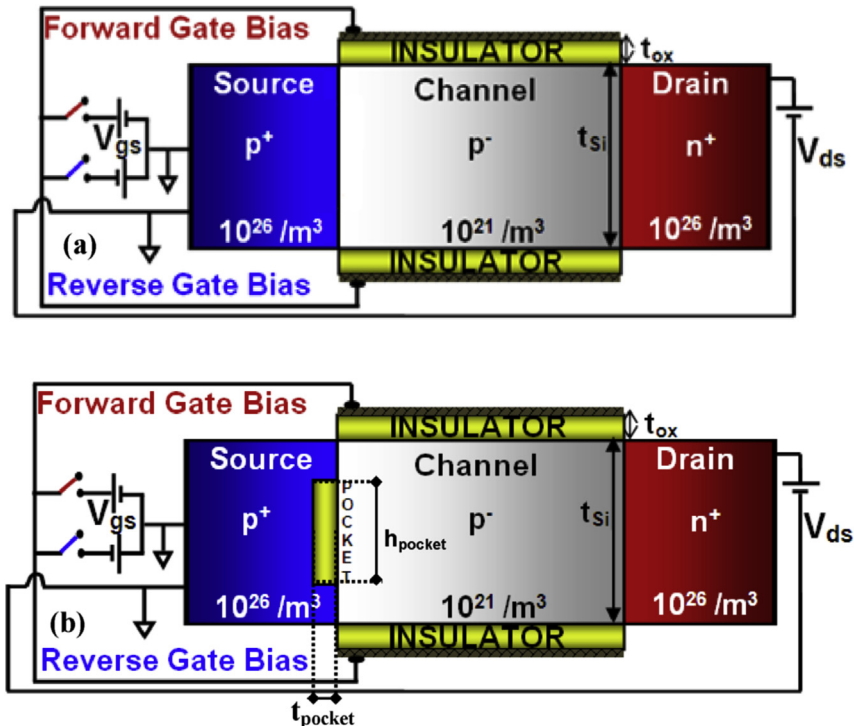 Forward Gate Bias
INSULATOR
tox
Source
Channel
Drain
Vgs
p+
p-
tSi
n+
Vds
(a)
10^26 /m^3
10^21 /m^3
10^26 /m^3
INSULATOR
Reverse Gate Bias
Forward Gate Bias
INSULATOR
tox
Source
Channel
Drain
Vgs
p+
POCKET
hpocket
p-
tSi
n+
Vds
(b)
10^26 /m^3
10^21 /m^3
10^26 /m^3
INSULATOR
Reverse Gate Bias
tpocket